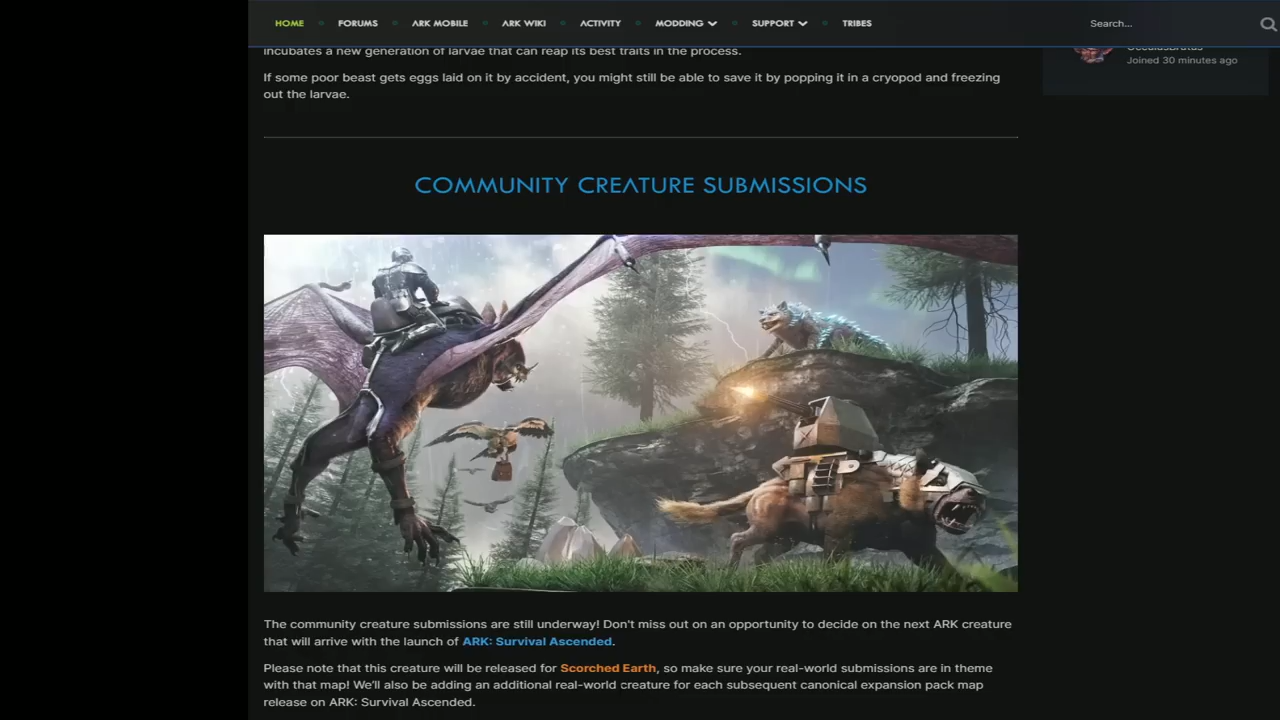 HOME FORUMS ARK MOBILE ARK WIKI ACTIVITY MODDING SUPPORT TRIBES Search...
incubates a new generation of larvae that can reap its best traits in the process.
Joined 30 minutes ago
If some poor beast gets eggs laid on it by accident, you might still be able to save it by popping it in a cryopod and freezing
out the larvae.
COMMUNITY CREATURE SUBMISSIONS
The community creature submissions are still underway! Don't miss out on an opportunity to decide on the next ARK creature
that will arrive with the launch of ARK: Survival Ascended.
Please note that this creature will be released for Scorched Earth, so make sure your real-world submissions are in theme
with that map! We'll also be adding an additional real-world creature for each subsequent canonical expansion pack map
release on ARK: Survival Ascended.